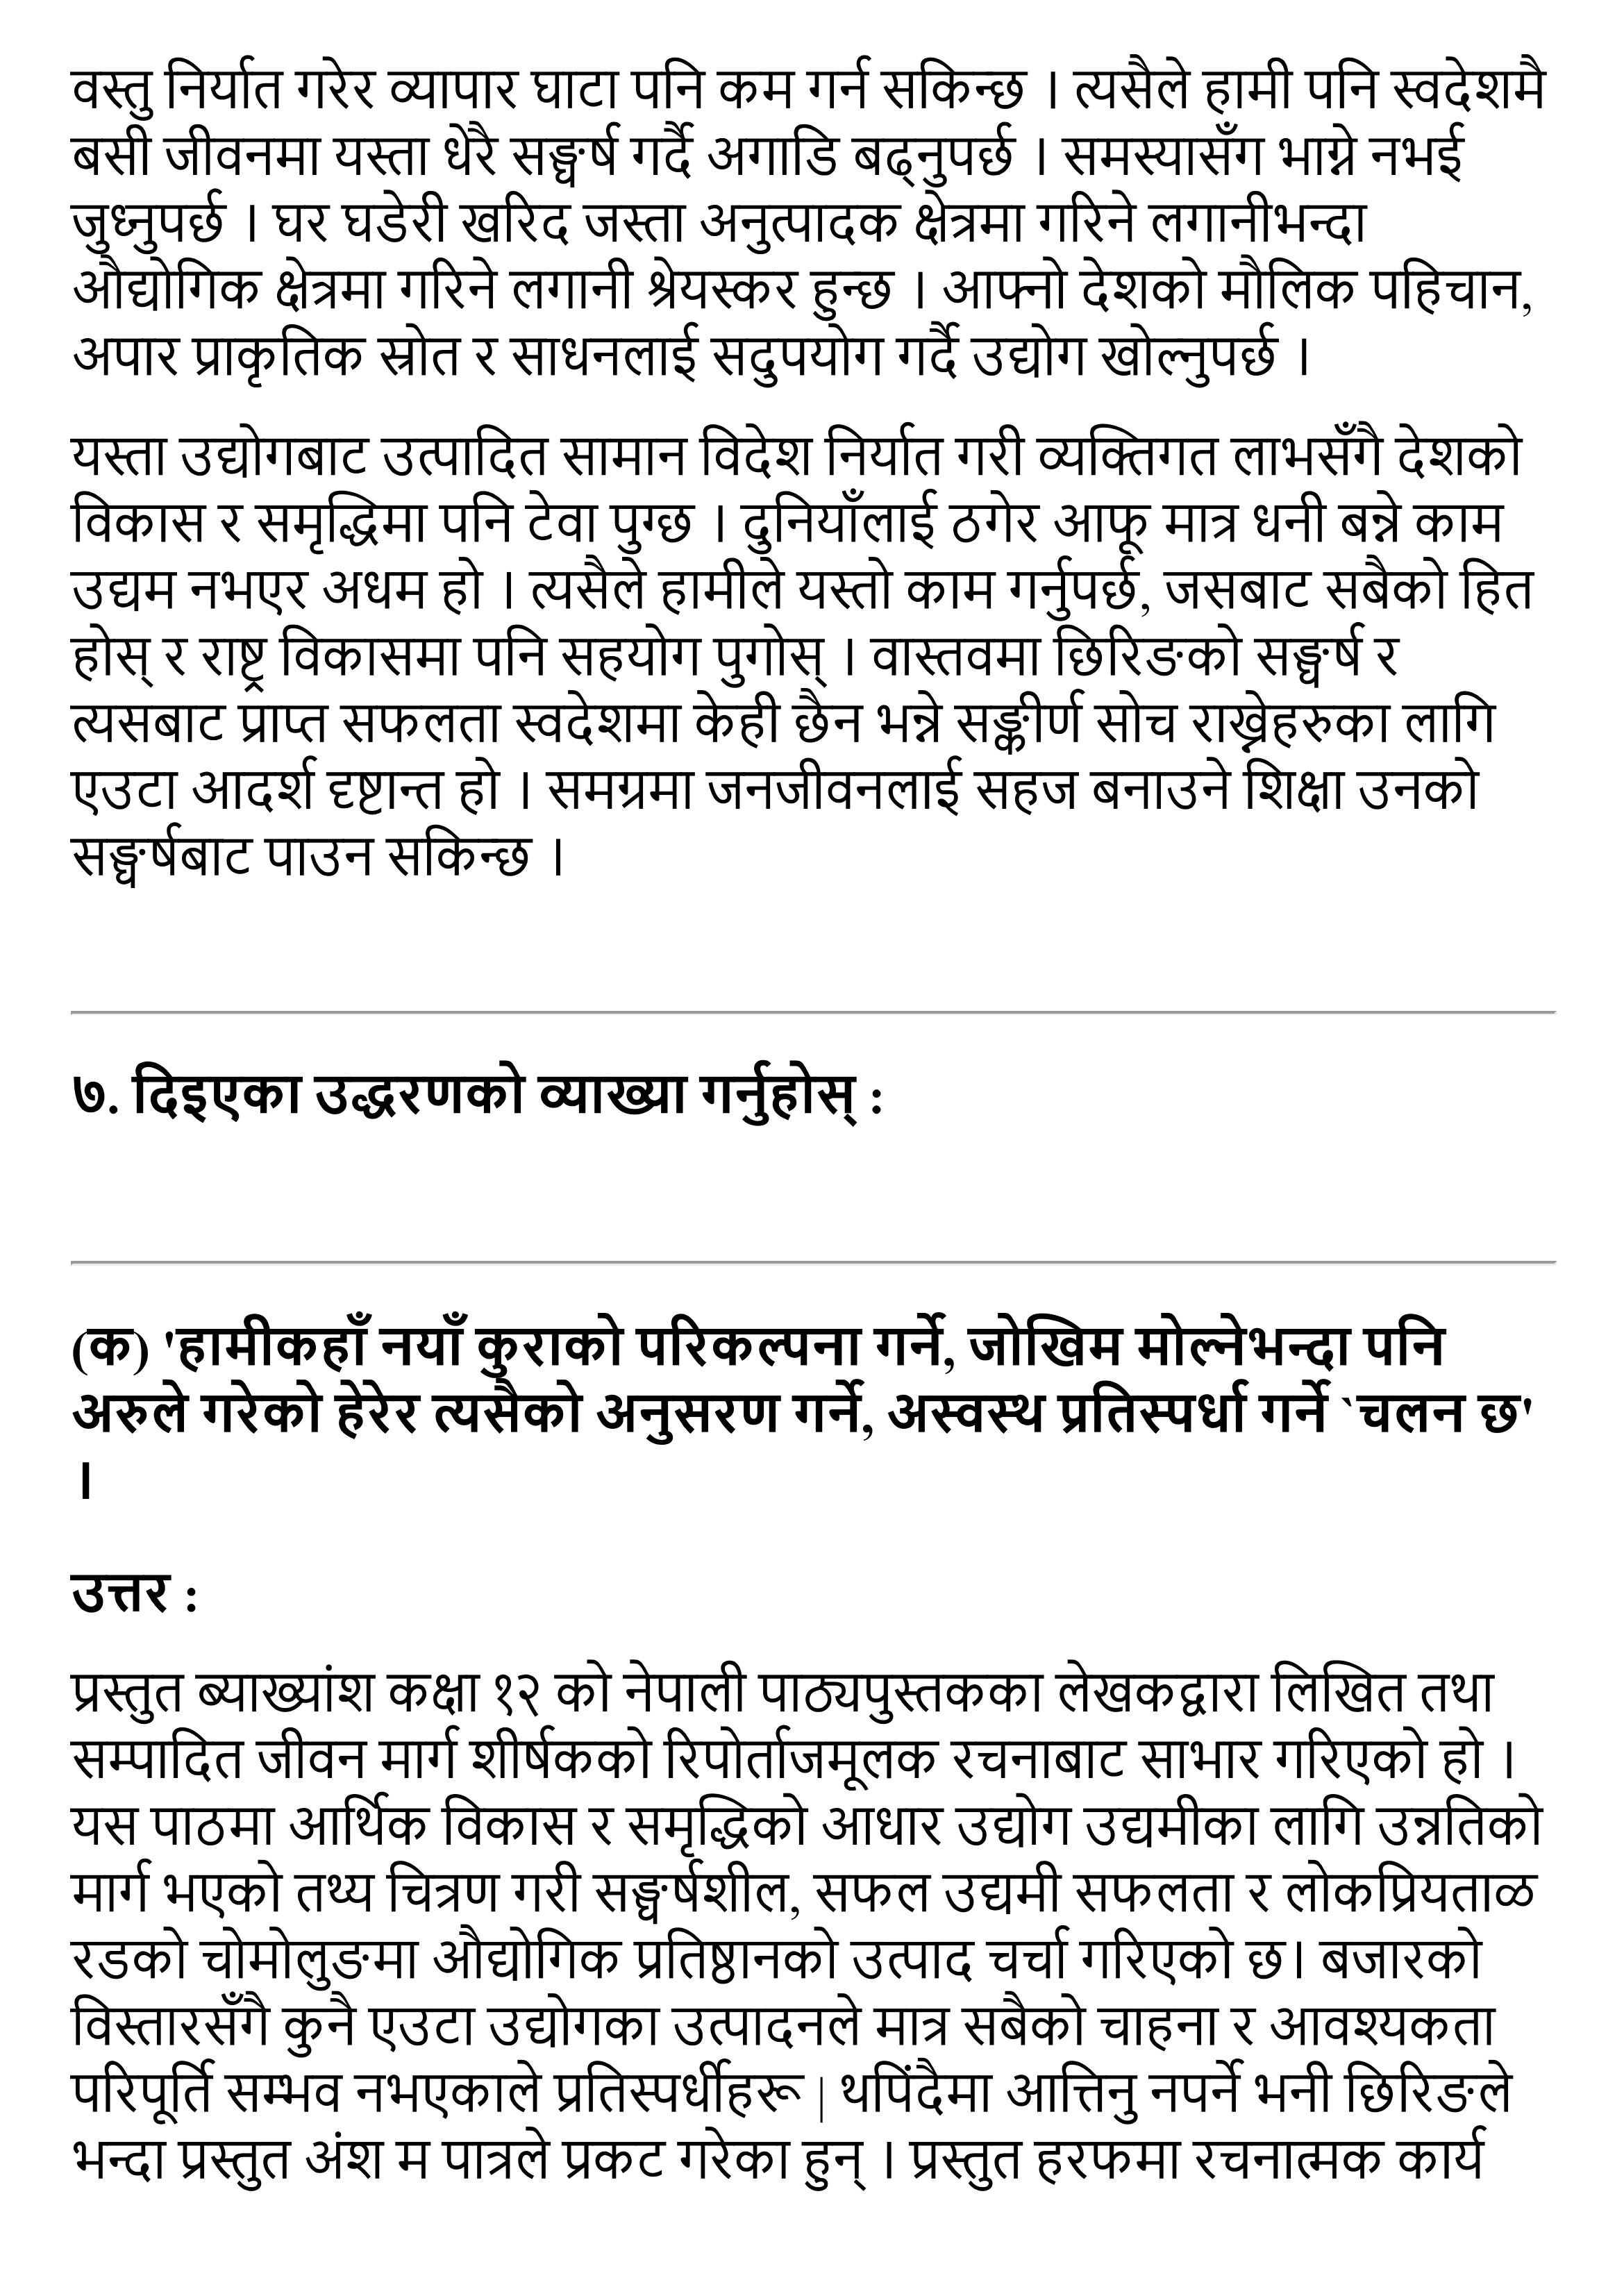 वस्तु निर्यात गरेर व्यापार घाटा पनि कम गर्न सकिन्छ । त्यसैले हामी पनि स्वदेशमै
बसी जीवनमा यस्ता धेरै सङ्घर्ष गर्दै अगाडि बढ्नुपर्छ । समस्यासँग भाग्ने नभई
जुध्नुपर्छ । घर घडेरी खरिद जस्ता अनुत्पादक क्षेत्रमा गरिने लगानीभन्दा
औद्योगिक क्षेत्रमा गरिने लगानी श्रेयस्कर हुन्छ । आफ्नो देशको मौलिक पहिचान,
अपार प्राकृतिक स्रोत र साधनलाई सदुपयोग गर्दै उद्योग खोल्नुपर्छ ।
यस्ता उद्योगबाट उत्पादित सामान विदेश निर्यात गरी व्यक्तिगत लाभसँगै देशको
विकास र समृद्धिमा पनि टेवा पुग्छ । दुनियाँलाई ठगेर आफू मात्र धनी बन्ने काम
उद्यम नभएर अधम हो । त्यसैले हामीले यस्तो काम गर्नुपर्छ, जसबाट सबैको हित
होस् र राष्ट्र विकासमा पनि सहयोग पुगोस् । वास्तवमा छिरिङको सङ्घर्ष र
त्यसबाट प्राप्त सफलता स्वदेशमा केही छैन भन्ने सङ्कीर्ण सोच राख्नेहरुका लागि
एउटा आदर्श दृष्टान्त हो । समग्रमा जनजीवनलाई सहज बनाउने शिक्षा उनको
सङ्घर्षबाट पाउन सकिन्छ ।
७. दिइएका उद्धरणको व्याख्या गर्नुहोस् :
(क) 'हामीकहाँ नयाँ कुराको परिकल्पना गर्ने, जोखिम मोल्नेभन्दा पनि
अरुले गरेको हेरेर त्यसैको अनुसरण गर्ने, अस्वस्थ प्रतिस्पर्धा गर्ने `चलन छ'
।
उत्तर :
प्रस्तुत ब्याख्यांश कक्षा १२ को नेपाली पाठ्यपुस्तकका लेखकद्वारा लिखित तथा
सम्पादित जीवन मार्ग शीर्षकको रिपोर्ताजमूलक रचनाबाट साभार गरिएको हो ।
यस पाठमा आर्थिक विकास र समृद्धिको आधार उद्योग उद्यमीका लागि उन्नतिको
मार्ग भएको तथ्य चित्रण गरी सङ्घर्षशील, सफल उद्यमी सफलता र लोकप्रियताळ
रडको चोमोलुङमा औद्योगिक प्रतिष्ठानको उत्पाद चर्चा गरिएको छ। बजारको
विस्तारसँगै कुनै एउटा उद्योगका उत्पादनले मात्र सबैको चाहना र आवश्यकता
परिपूर्ति सम्भव नभएकाले प्रतिस्पर्धीहरू | थपिंदैमा आत्तिनु नपर्ने भनी छिरिङले
भन्दा प्रस्तुत अंश म पात्रले प्रकट गरेका हुन् । प्रस्तुत हरफमा रचनात्मक कार्य